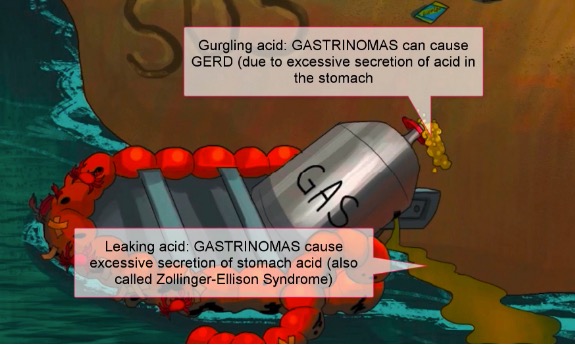 SOS
Gurgling acid: GASTRINOMAS can cause
GERD (due to excessive secretion of acid in
the stomach
GAS
Leaking acid: GASTRINOMAS cause
excessive secretion of stomach acid (also
called Zollinger-Ellison Syndrome)